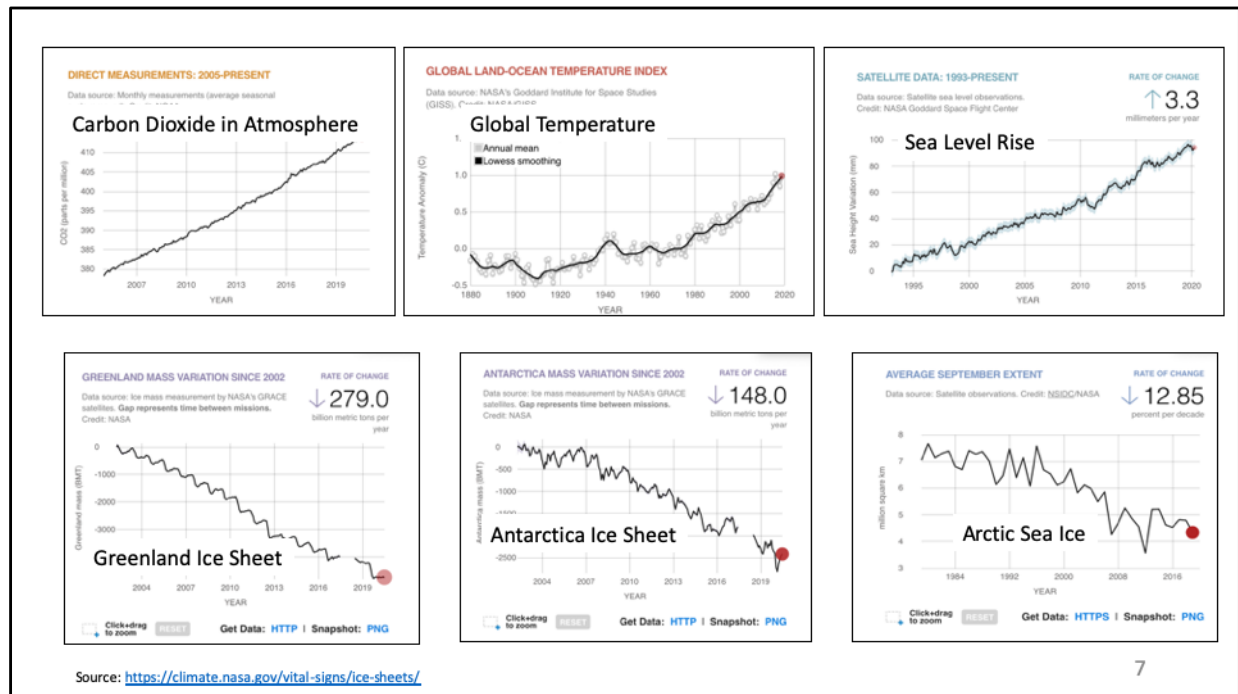 DIRECT MEASUREMENTS: 2005-PRESENT
Data source: Monthly measurements (average seasonal
Carbon Dioxide in Atmosphere
410
405
400
395
390
385
380
CO2 (parts per million)
2007
2010
2013
2016
2019
YEAR
GLOBAL LAND-OCEAN TEMPERATURE INDEX
Data source: NASA's Goddard Institute for Space Studies
(GISS). Credit: NASA/GISS
Global Temperature
Annual mean
Lowess smoothing
1.0
0.5
0.0
-0.5
Temperature Anomaly (C)
1880
1900
1920
1940
1960
1980
2000
2020
YEAR
SATELLITE DATA: 1993-PRESENT
Data source: Satellite sea level observations.
Credit: NASA Goddard Space Flight Center
RATE OF CHANGE
↑3.3
millimeters per year
Sea Level Rise
100
80
60
40
20
0
Sea Height Variation (mm)
1995
2000
2005
2010
2015
2020
YEAR
GREENLAND MASS VARIATION SINCE 2002
Data source: Ice mass measurement by NASA's GRACE
satellites. Gap represents time between missions.
Credit: NASA
RATE OF CHANGE
↓279.0
billion metric tons per
year
0
-1000
-2000
-3000
Greenland mass (BMT)
Greenland Ice Sheet
2004
2007
2010
2013
2016
2019
YEAR
Click+drag
to zoom
RESET
Get Data: HTTP | Snapshot: PNG
ANTARCTICA MASS VARIATION SINCE 2002
Data source: Ice mass measurement by NASA's GRACE
satellites. Gap represents time between missions.
Credit: NASA
RATE OF CHANGE
↓148.0
billion metric tons per
year
0
-500
-1000
-2500
Antarctica mass (BMT)
Antarctica Ice Sheet
2004
2007
2010
2013
2016
2019
YEAR
Click+drag
to zoom
RESET
Get Data: HTTP | Snapshot: PNG
AVERAGE SEPTEMBER EXTENT
Data source: Satellite observations. Credit: NSIDC/NASA
RATE OF CHANGE
↓12.85
percent per decade
8
7
6
5
4
3
million square km
Arctic Sea Ice
1984
1992
2000
2008
2016
YEAR
Click+drag
to zoom
RESET
Get Data: HTTPS | Snapshot: PNG
Source: https://climate.nasa.gov/vital-signs/ice-sheets/
7